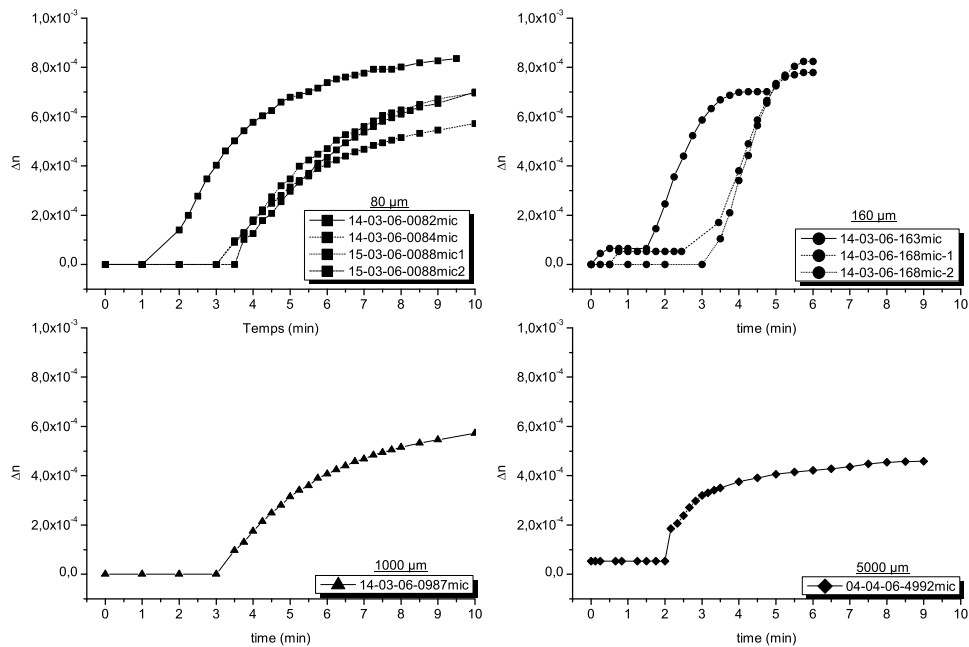 1,0x10⁻³
8,0x10⁻⁴
6,0x10⁻⁴
4,0x10⁻⁴
2,0x10⁻⁴
0,0
Δn
80 µm
14-03-06-0082mic
14-03-06-0084mic
15-03-06-0088mic1
15-03-06-0088mic2
0 1 2 3 4 5 6 7 8 9 10
Temps (min)
1,0x10⁻³
8,0x10⁻⁴
6,0x10⁻⁴
4,0x10⁻⁴
2,0x10⁻⁴
0,0
Δn
160 µm
14-03-06-163mic
14-03-06-168mic-1
14-03-06-168mic-2
0 1 2 3 4 5 6 7 8 9 10
time (min)
1,0x10⁻³
8,0x10⁻⁴
6,0x10⁻⁴
4,0x10⁻⁴
2,0x10⁻⁴
0,0
Δn
1000 µm
14-03-06-0987mic
0 1 2 3 4 5 6 7 8 9 10
time (min)
1,0x10⁻³
8,0x10⁻⁴
6,0x10⁻⁴
4,0x10⁻⁴
2,0x10⁻⁴
0,0
Δn
5000 µm
04-04-06-4992mic
0 1 2 3 4 5 6 7 8 9 10
time (min)